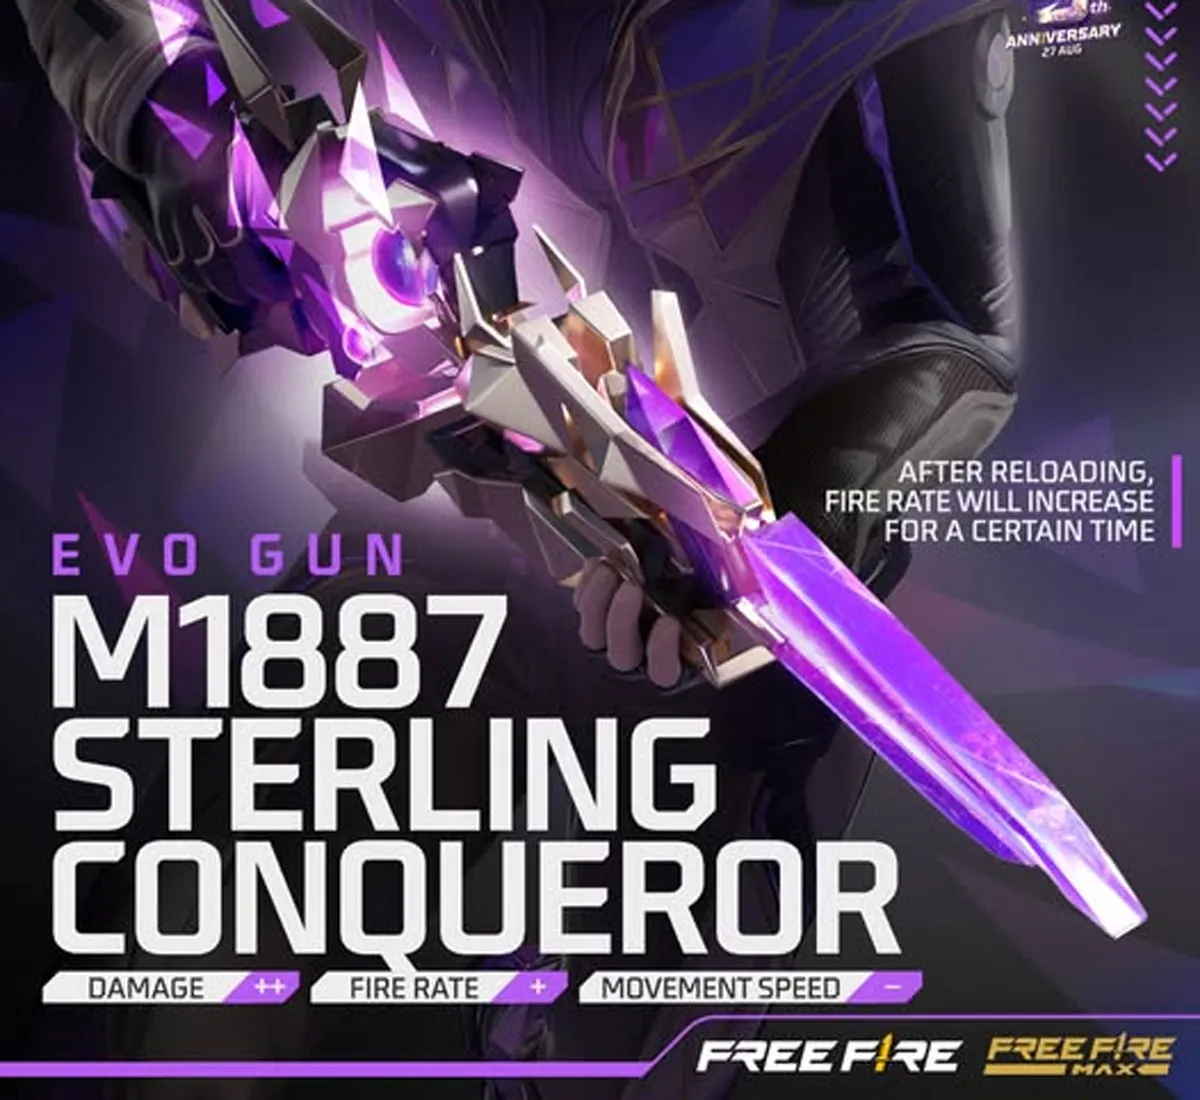 th
ANNIVERSARY
27 AUG
AFTER RELOADING,
FIRE RATE WILL INCREASE
FOR A CERTAIN TIME
EVO GUN
M1887
STERLING
CONQUEROR
DAMAGE ++ FIRE RATE + MOVEMENT SPEED −
FREE FIRE FREE FIRE
MAX